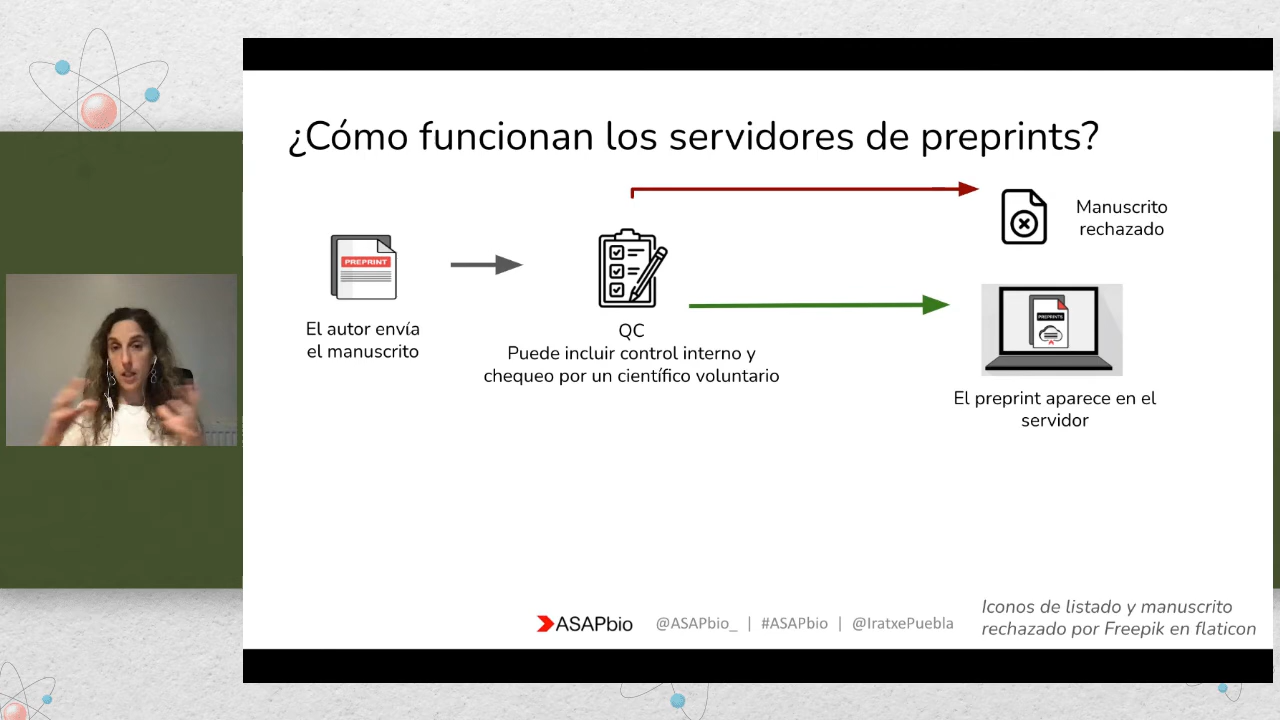 ¿Cómo funcionan los servidores de preprints?
Manuscrito
rechazado
PREPRINT
PREPRINTS
El autor envía
el manuscrito
QC
Puede incluir control interno y
chequeo por un científico voluntario
El preprint aparece en el
servidor
ASAPbio
@ASAPbio_ | #ASAPbio | @IratxePuebla
Iconos de listado y manuscrito
rechazado por Freepik en flaticon